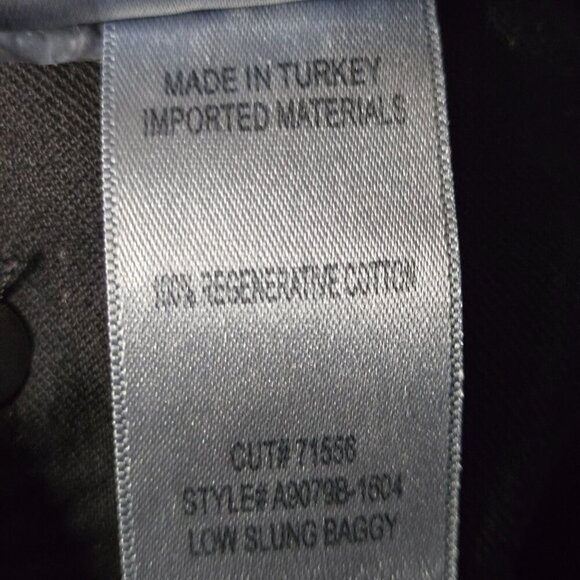 MADE IN TURKEY
IMPORTED MATERIALS
100% REGENERATIVE COTTON
CUT# 71556
STYLE# A9079B-1604
LOW SLUNG BAGGY